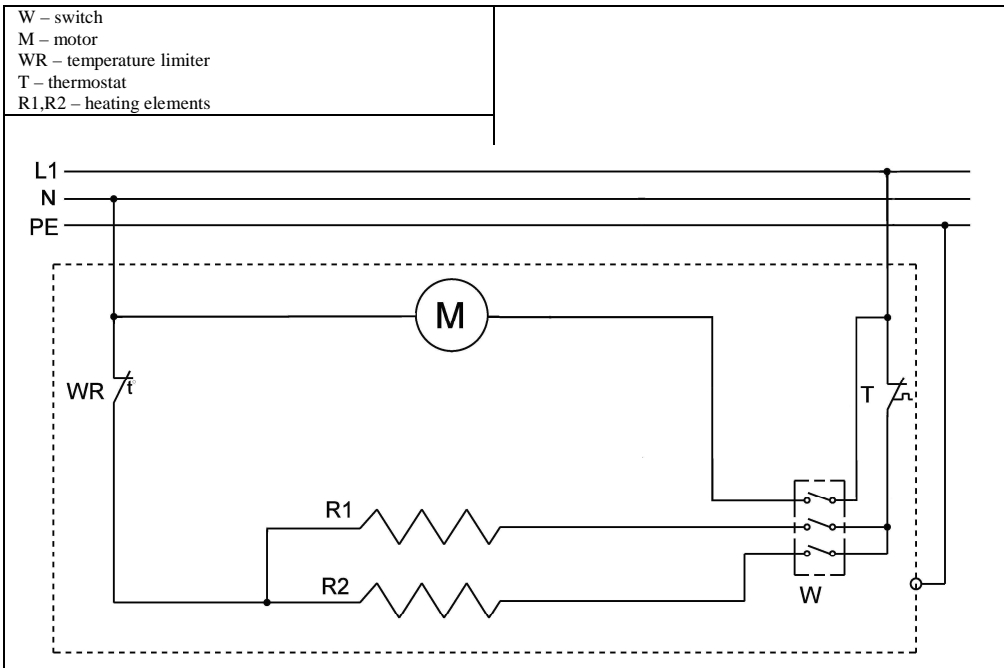 W – switch
M – motor
WR – temperature limiter
T – thermostat
R1,R2 – heating elements
L1
N
PE
M
WR
t°
T
R1
R2
W